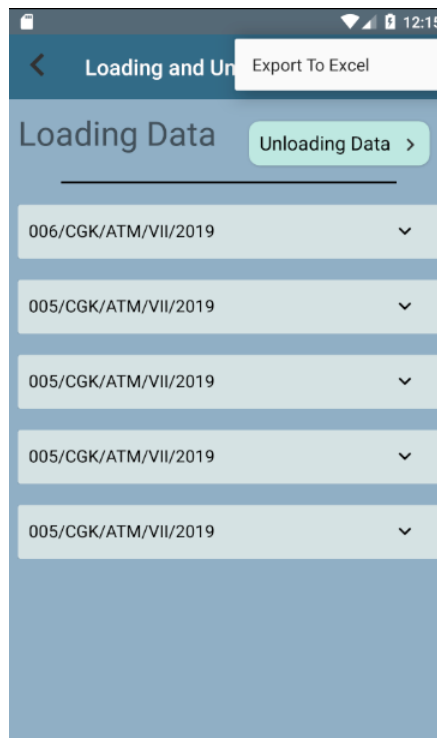 12:15
Loading and Un
Export To Excel
Loading Data
Unloading Data
006/CGK/ATM/VII/2019
005/CGK/ATM/VII/2019
005/CGK/ATM/VII/2019
005/CGK/ATM/VII/2019
005/CGK/ATM/VII/2019